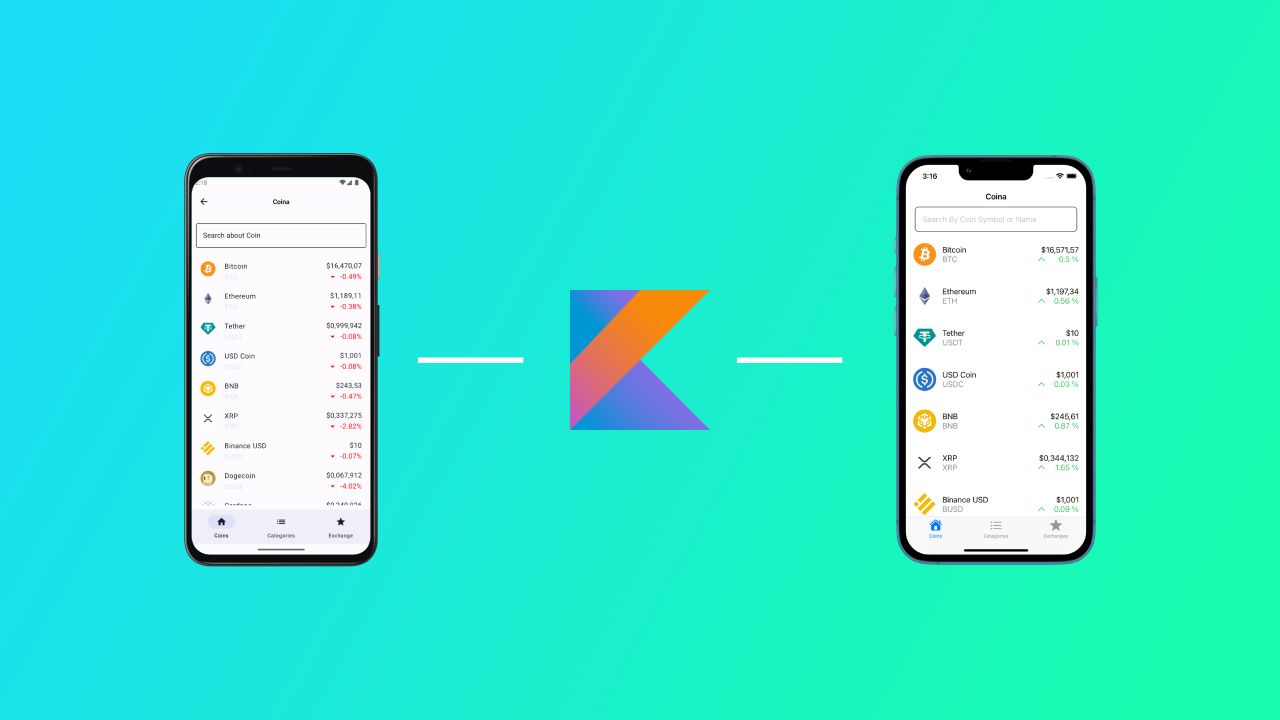 3:18
Coina
Search about Coin
Bitcoin $16,470,07
BTC -0.49%
Ethereum $1,189,11
ETH -0.38%
Tether $0,999,942
USDT -0.08%
USD Coin $1,001
USDC -0.08%
BNB $243,53
BNB -0.47%
XRP $0,337,275
XRP -2.82%
Binance USD $10
BUSD -0.07%
Dogecoin $0,067,912
DOGE -4.02%
Coins Categories Exchange
3:16
Coina
Search By Coin Symbol or Name
Bitcoin $16,571,57
BTC 0.5 %
Ethereum $1,197,34
ETH 0.56 %
Tether $10
USDT 0.01 %
USD Coin $1,001
USDC 0.03 %
BNB $245,61
BNB 0.87 %
XRP $0,344,132
XRP 1.65 %
Binance USD $1,001
BUSD 0.09 %
Coins Categories Exchanges